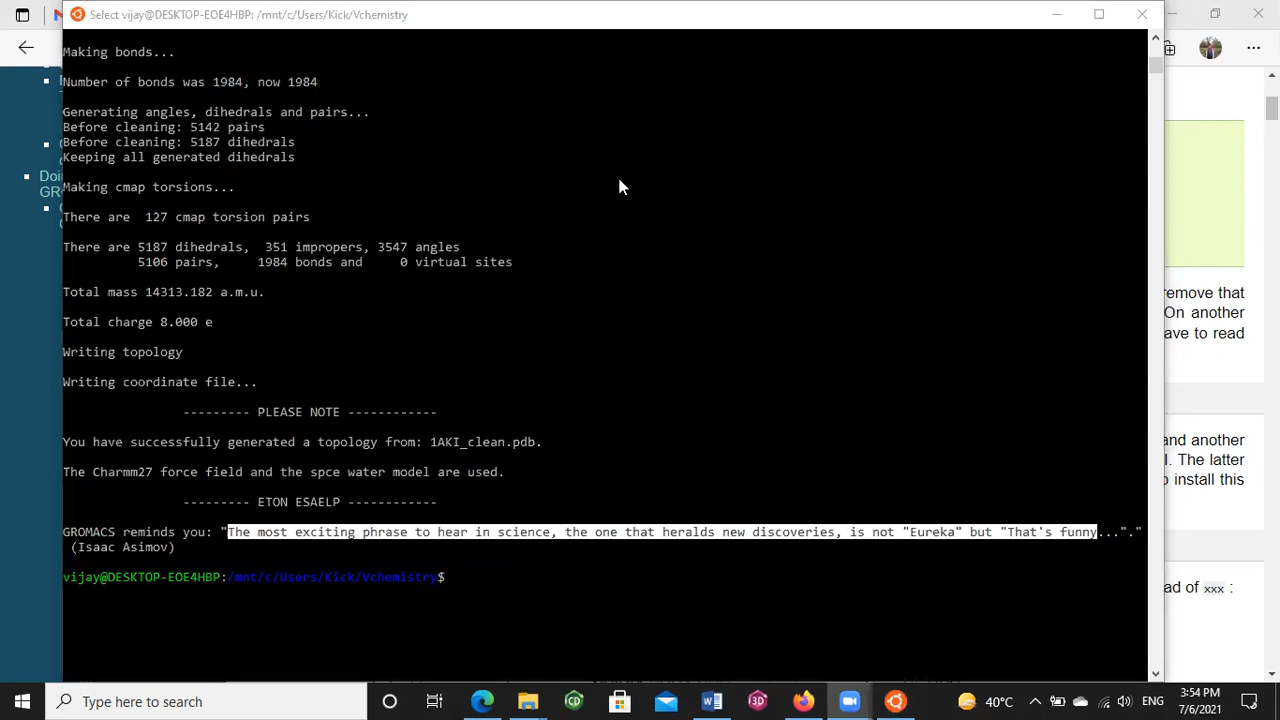 Select vijay@DESKTOP-EOE4HBP: /mnt/c/Users/Kick/Vchemistry
Making bonds...
Number of bonds was 1984, now 1984
Generating angles, dihedrals and pairs...
Before cleaning: 5142 pairs
Before cleaning: 5187 dihedrals
Keeping all generated dihedrals
Making cmap torsions...
There are  127 cmap torsion pairs
There are 5187 dihedrals,  351 impropers, 3547 angles
5106 pairs,     1984 bonds and     0 virtual sites
Total mass 14313.182 a.m.u.
Total charge 8.000 e
Writing topology
Writing coordinate file...
--------- PLEASE NOTE ------------
You have successfully generated a topology from: 1AKI_clean.pdb.
The Charmm27 force field and the spce water model are used.
--------- ETON ESAELP ------------
GROMACS reminds you: "The most exciting phrase to hear in science, the one that heralds new discoveries, is not "Eureka" but "That's funny..."."
(Isaac Asimov)
vijay@DESKTOP-EOE4HBP:/mnt/c/Users/Kick/Vchemistry$
Doi
GR
remove that
On another
ave to read
and another
. The latter
o install this
ad of xxx :
Type here to search
40°C
ENG
3:54 PM
7/6/2021